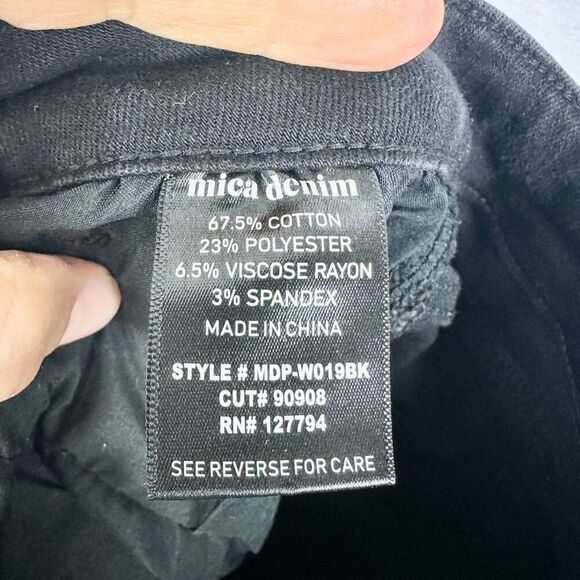 mica denim
67.5% COTTON
23% POLYESTER
6.5% VISCOSE RAYON
3% SPANDEX
MADE IN CHINA
STYLE # MDP-W019BK
CUT# 90908
RN# 127794
SEE REVERSE FOR CARE